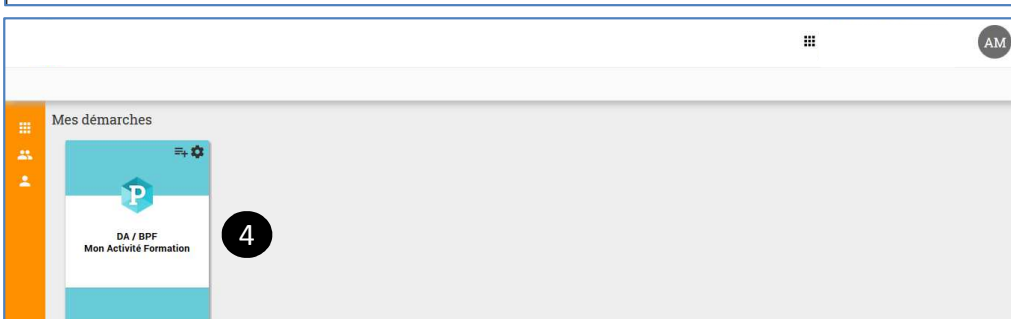 AM
Mes démarches
P
DA / BPF
Mon Activité Formation
4